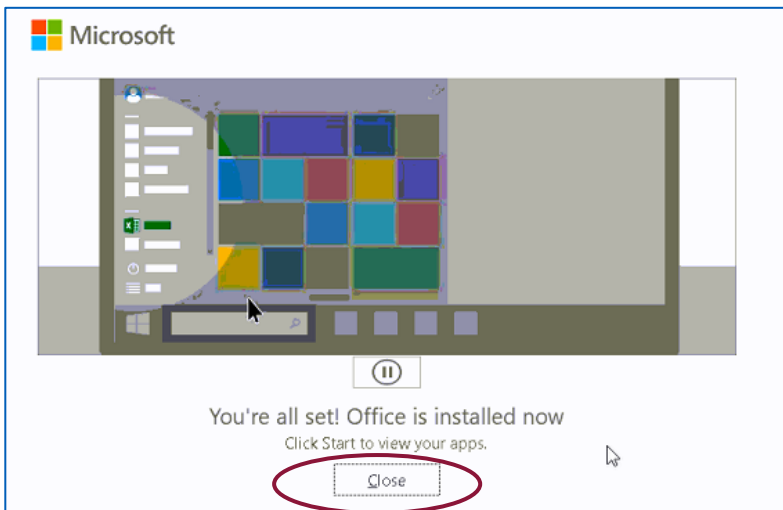 Microsoft
You're all set! Office is installed now
Click Start to view your apps.
Close